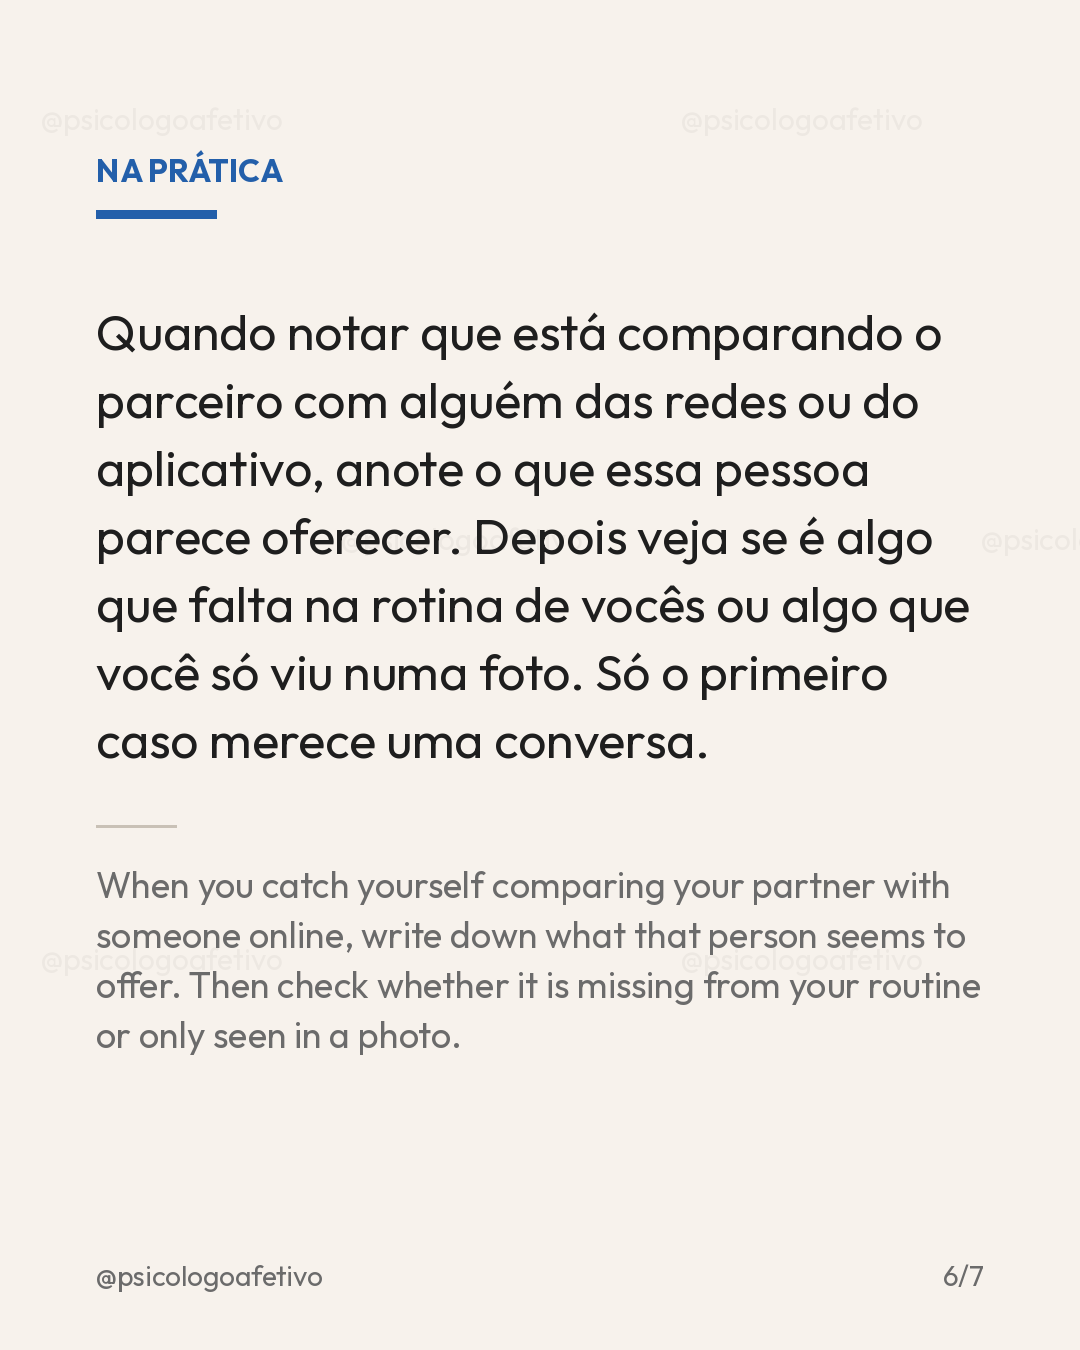 @psicologoafetivo @psicologoafetivo
NA PRÁTICA
Quando notar que está comparando o
parceiro com alguém das redes ou do
aplicativo, anote o que essa pessoa
parece oferecer. Depois veja se é algo
@psicologoafetivo @psicol
que falta na rotina de vocês ou algo que
você só viu numa foto. Só o primeiro
caso merece uma conversa.
When you catch yourself comparing your partner with
someone online, write down what that person seems to
@psicologoafetivo @psicologoafetivo
offer. Then check whether it is missing from your routine
or only seen in a photo.
@psicologoafetivo 6/7